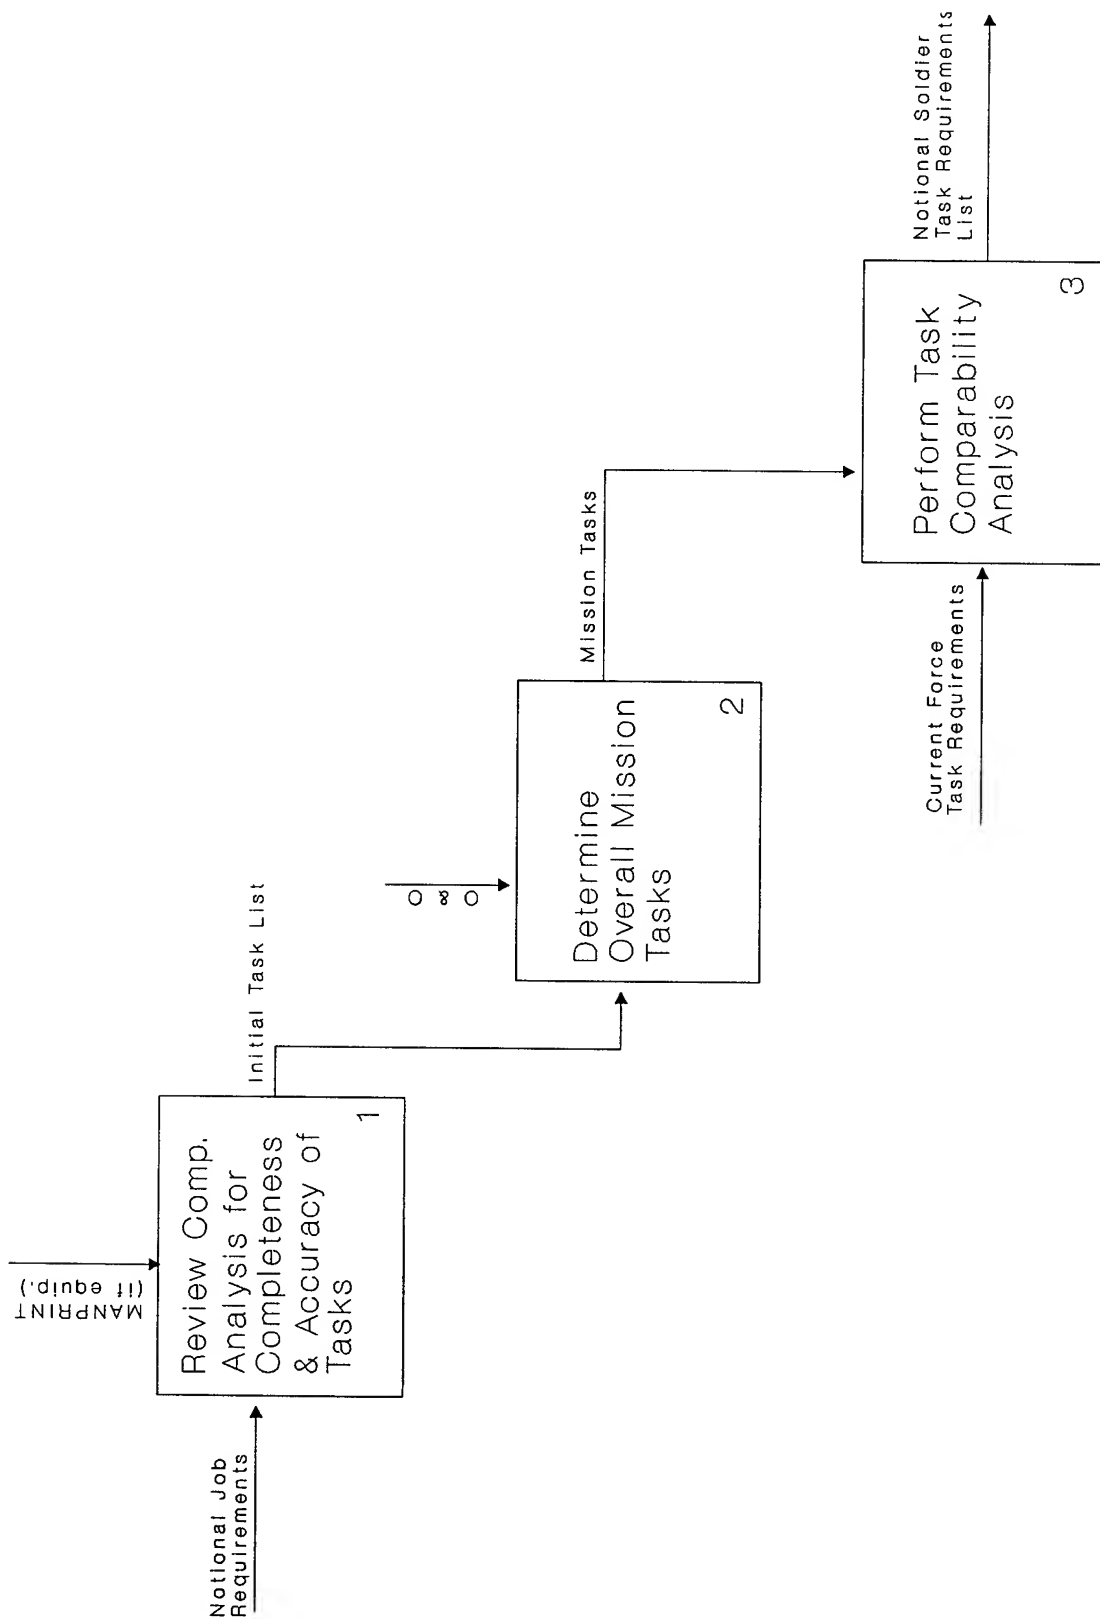 MANPRINT
(if equip.)
Notional Job
Requirements
Review Comp.
Analysis for
Completeness
& Accuracy of
Tasks
1
Initial Task List
O & O
Determine
Overall Mission
Tasks
2
Mission Tasks
Current Force
Task Requirements
Perform Task
Comparability
Analysis
3
Notional Soldier
Task Requirements
List